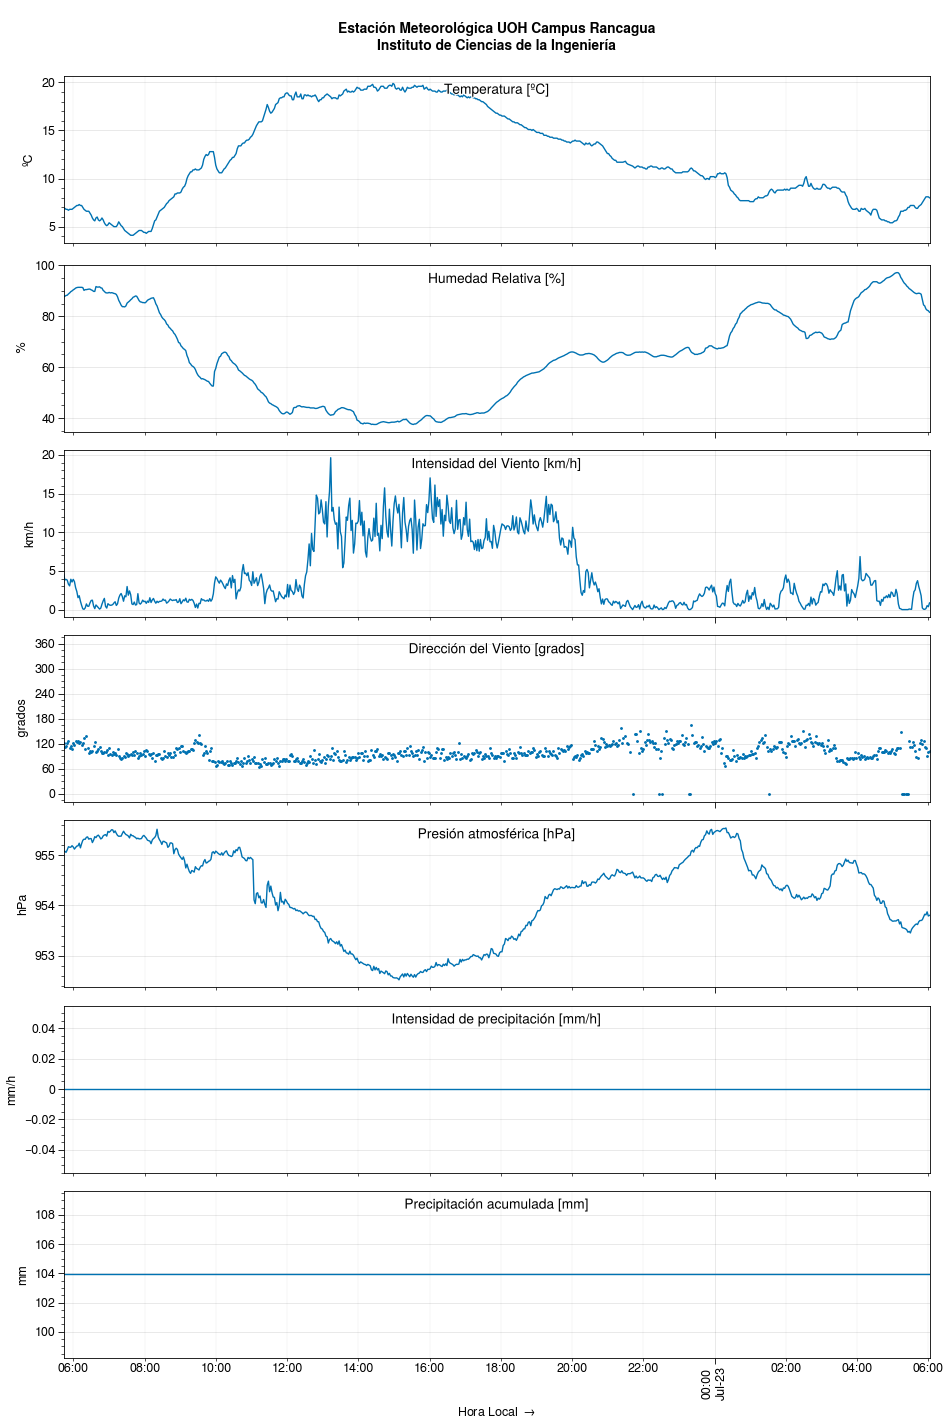 Estación Meteorológica UOH Campus Rancagua
Instituto de Ciencias de la Ingeniería
Temperatura [ºC]
20
15
10
5
ºC
Humedad Relativa [%]
100
80
60
40
%
Intensidad del Viento [km/h]
20
15
10
5
0
km/h
Dirección del Viento [grados]
360
300
240
180
120
60
0
grados
Presión atmosférica [hPa]
955
954
953
hPa
Intensidad de precipitación [mm/h]
0.04
0.02
0
−0.02
−0.04
mm/h
Precipitación acumulada [mm]
108
106
104
102
100
mm
06:00 08:00 10:00 12:00 14:00 16:00 18:00 20:00 22:00 00:00 02:00 04:00 06:00
Jul-23
Hora Local →